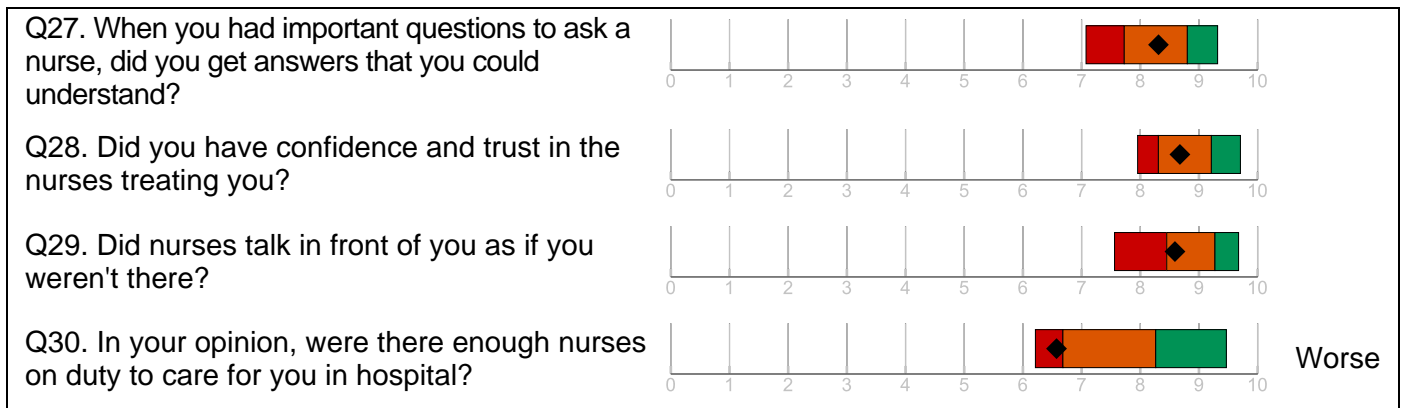 Q27. When you had important questions to ask a
nurse, did you get answers that you could
understand?
0 1 2 3 4 5 6 7 8 9 10
Q28. Did you have confidence and trust in the
nurses treating you?
0 1 2 3 4 5 6 7 8 9 10
Q29. Did nurses talk in front of you as if you
weren't there?
0 1 2 3 4 5 6 7 8 9 10
Q30. In your opinion, were there enough nurses
on duty to care for you in hospital?
Worse
0 1 2 3 4 5 6 7 8 9 10